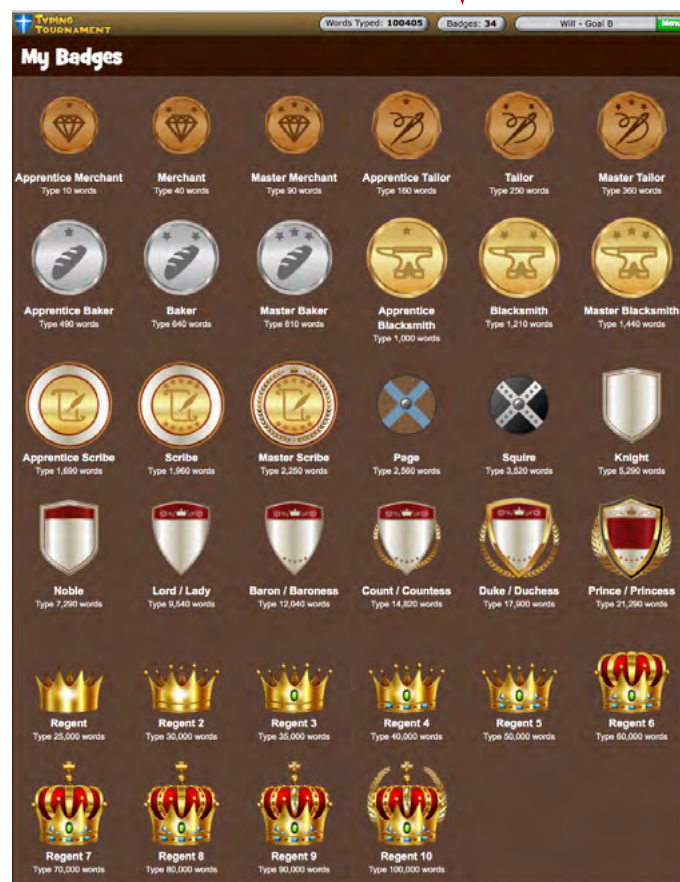 TYPING
TOURNAMENT
Words Typed: 100405
Badges: 34
Will - Goal B
Menu
My Badges
Apprentice Merchant
Type 10 words
Merchant
Type 40 words
Master Merchant
Type 90 words
Apprentice Tailor
Type 160 words
Tailor
Type 250 words
Master Tailor
Type 360 words
Apprentice Baker
Type 490 words
Baker
Type 640 words
Master Baker
Type 810 words
Apprentice
Blacksmith
Type 1,000 words
Blacksmith
Type 1,210 words
Master Blacksmith
Type 1,440 words
Apprentice Scribe
Type 1,690 words
Scribe
Type 1,960 words
Master Scribe
Type 2,250 words
Page
Type 2,560 words
Squire
Type 3,520 words
Knight
Type 5,290 words
Noble
Type 7,290 words
Lord / Lady
Type 9,540 words
Baron / Baroness
Type 12,040 words
Count / Countess
Type 14,820 words
Duke / Duchess
Type 17,900 words
Prince / Princess
Type 21,290 words
Regent
Type 25,000 words
Regent 2
Type 30,000 words
Regent 3
Type 35,000 words
Regent 4
Type 40,000 words
Regent 5
Type 50,000 words
Regent 6
Type 60,000 words
Regent 7
Type 70,000 words
Regent 8
Type 80,000 words
Regent 9
Type 90,000 words
Regent 10
Type 100,000 words